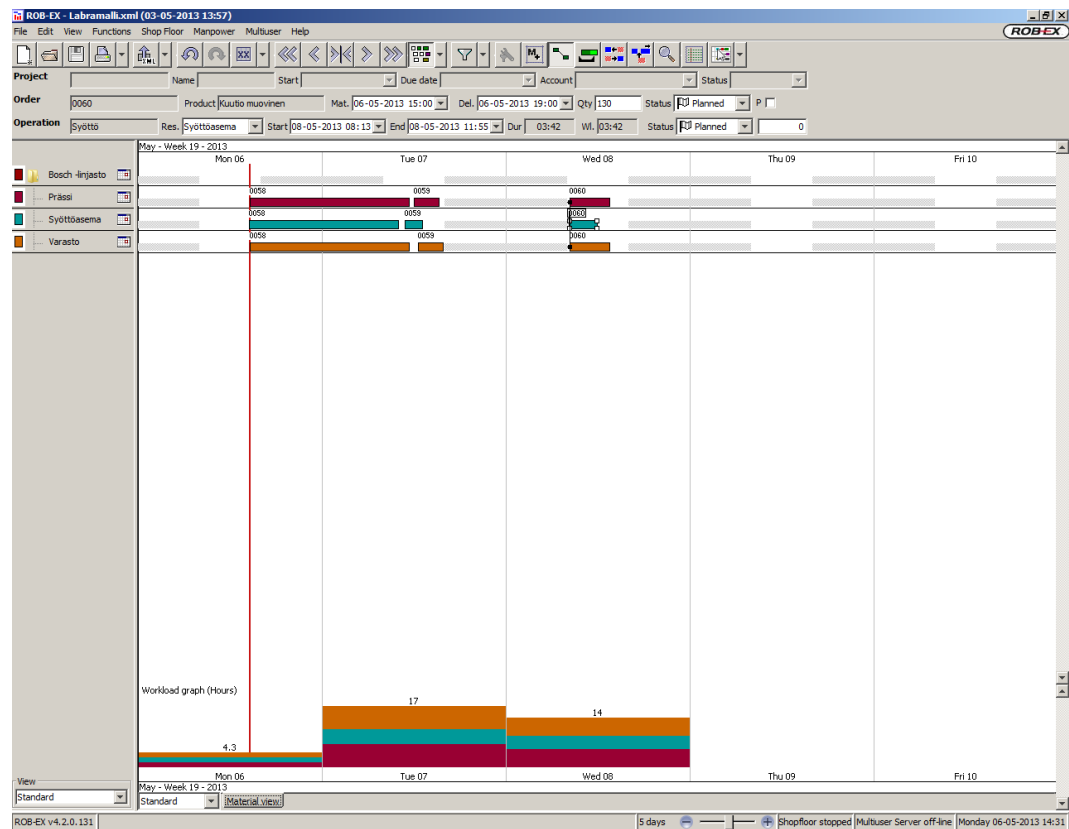 ROB-EX - Labramalli.xml (03-05-2013 13:57)
File Edit View Functions Shop Floor Manpower Multiuser Help
ROB-EX
XML XX M+
Project Name Start Due date Account Status
Order 0060 Product Kuutio muovinen Mat. 06-05-2013 15:00 Del. 06-05-2013 19:00 Qty 130 Status Planned P
Operation Syöttö Res. Syöttöasema Start 08-05-2013 08:13 End 08-05-2013 11:55 Dur 03:42 Wl. 03:42 Status Planned 0
May - Week 19 - 2013
Mon 06 Tue 07 Wed 08 Thu 09 Fri 10
Bosch -linjasto
Prässi 0058 0059 0060
Syöttöasema 0058 0059 0060
Varasto 0058 0059 0060
Workload graph (Hours)
17
14
4.3
Mon 06 Tue 07 Wed 08 Thu 09 Fri 10
View May - Week 19 - 2013
Standard Standard Material view
ROB-EX v4.2.0.131 5 days Shopfloor stopped Multiuser Server off-line Monday 06-05-2013 14:31